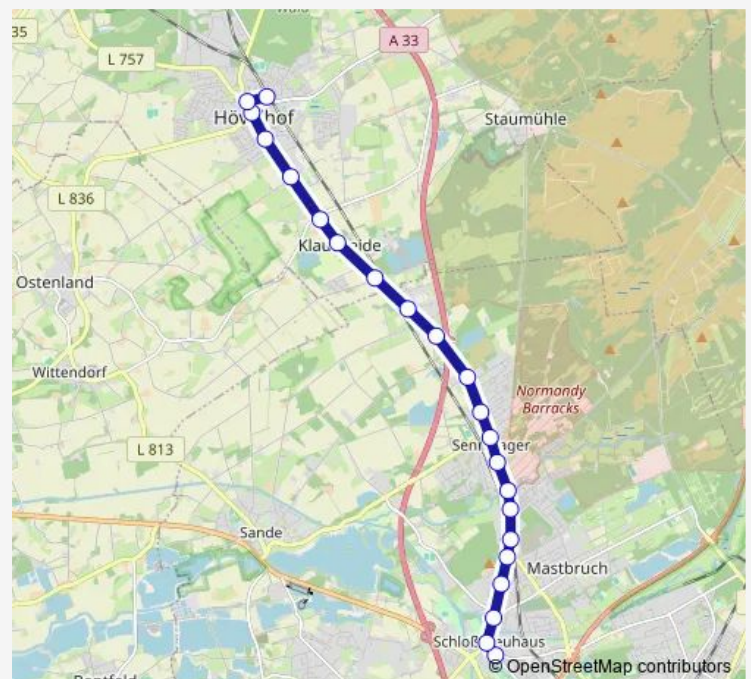 35
A 33
L 757
Staumühle
L 836
Ostenland
Wittendorf
Normandy
Barracks
L 813
Sande
Mastbruch
© OpenStreetMap contributors